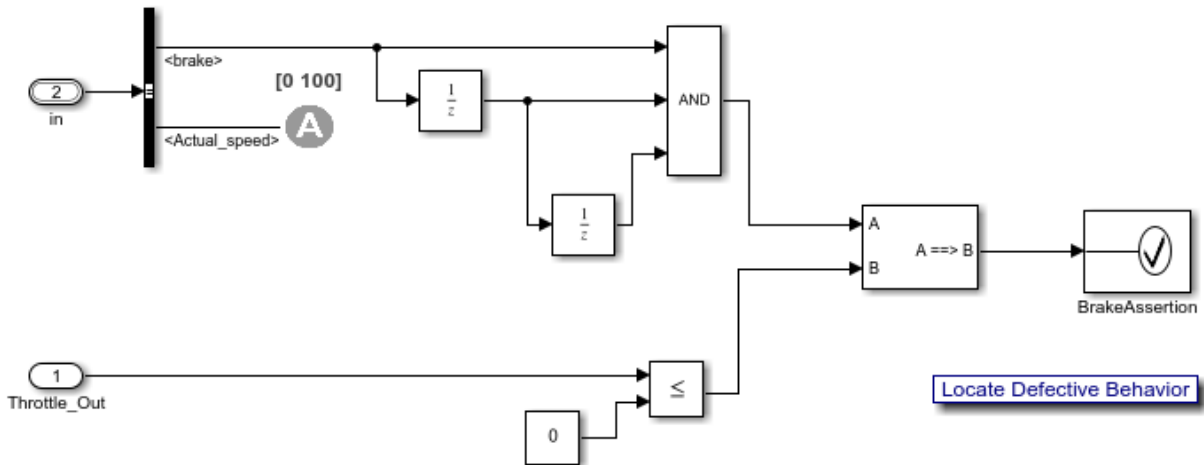 <brake>
[0 100]
2
in
1
z
AND
A
<Actual_speed>
1
z
A
A ==> B
B
BrakeAssertion
1
Throttle_Out
≤
0
Locate Defective Behavior